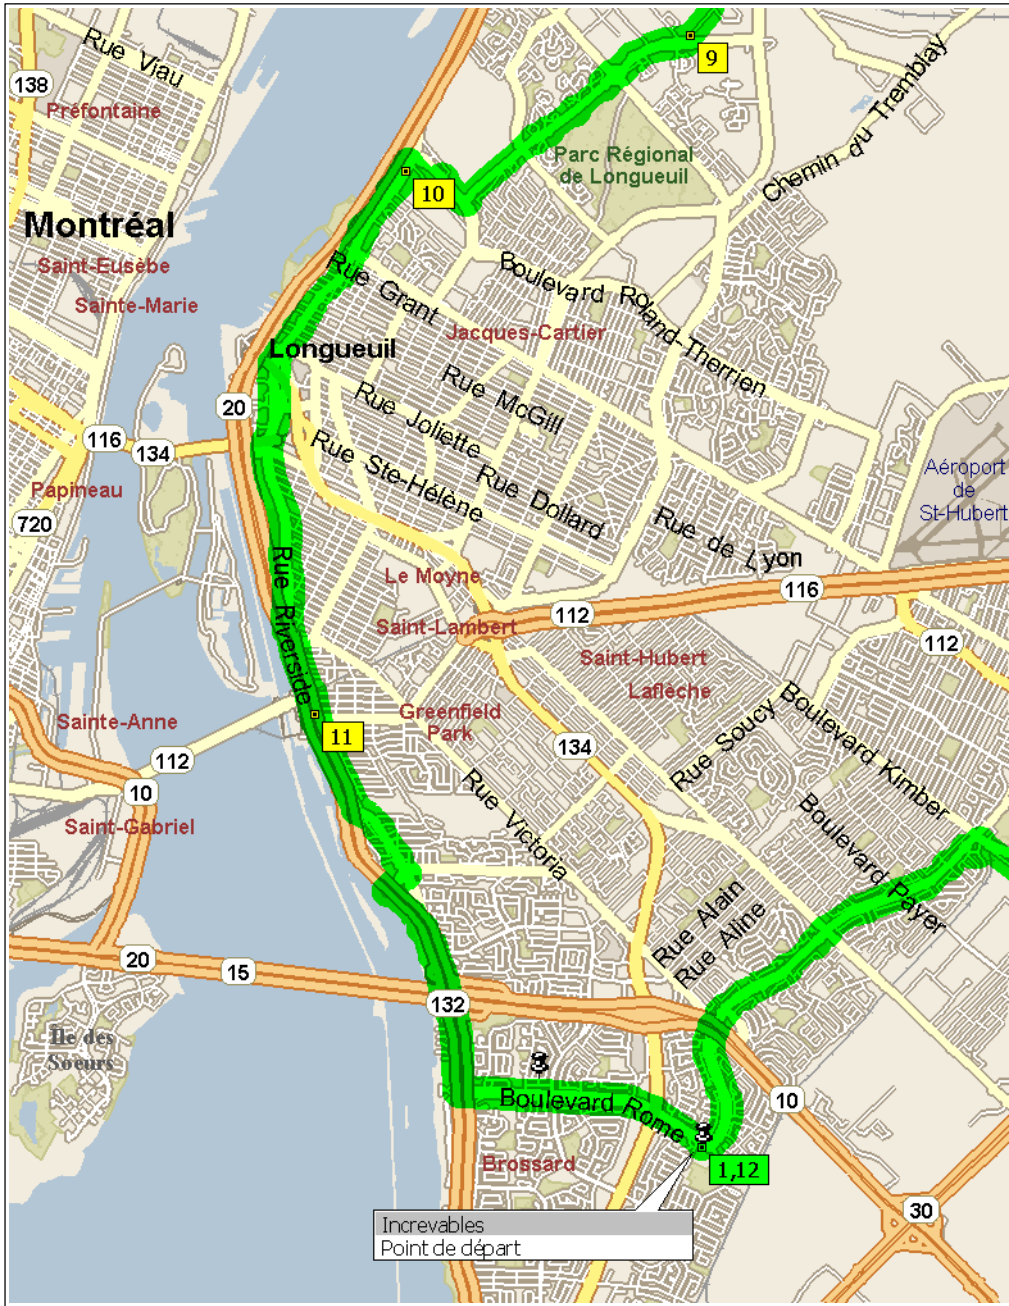 9
Rue Viau
138
Préfontaine
Chemin du Tremblay
Parc Régional
de Longueuil
10
Montréal
Saint-Eusèbe
Sainte-Marie
Rue Grant
Boulevard Roland-Therrien
Jacques-Cartier
Longueuil
Rue McGill
20
Rue Joliette
116
134
Rue Ste-Hélène
Rue Dollard
Papineau
Aéroport
de
St-Hubert
720
Rue de Lyon
Rue Riverside
Le Moyne
116
112
Saint-Lambert
112
Saint-Hubert
Laflèche
Sainte-Anne
Greenfield
Park
11
134
112
Rue Soucy
Boulevard Kimber
10
Saint-Gabriel
Rue Victoria
Boulevard Payer
Rue Alain
Rue Aline
20
15
132
Île des
Soeurs
Boulevard Rome
10
Brossard
1,12
30
Increvables
Point de départ